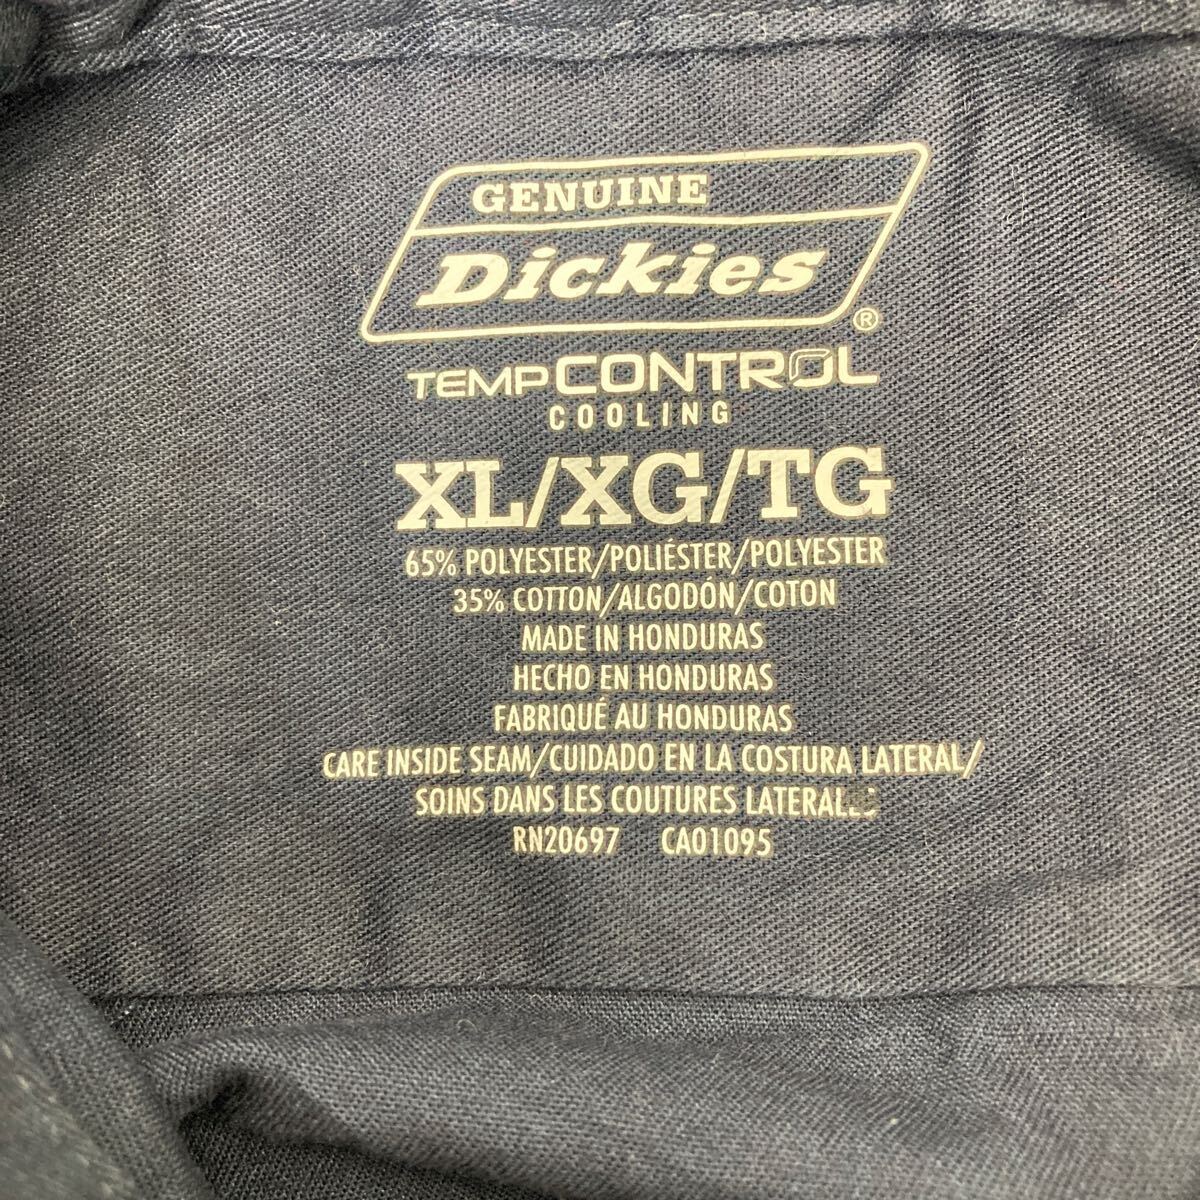 GENUINE
Dickies
®
TEMPCONTROL
COOLING
XL/XG/TG
65% POLYESTER/POLIÉSTER/POLYESTER
35% COTTON/ALGODÓN/COTON
MADE IN HONDURAS
HECHO EN HONDURAS
FABRIQUÉ AU HONDURAS
CARE INSIDE SEAM/CUIDADO EN LA COSTURA LATERAL/
SOINS DANS LES COUTURES
RN20697 CA01095